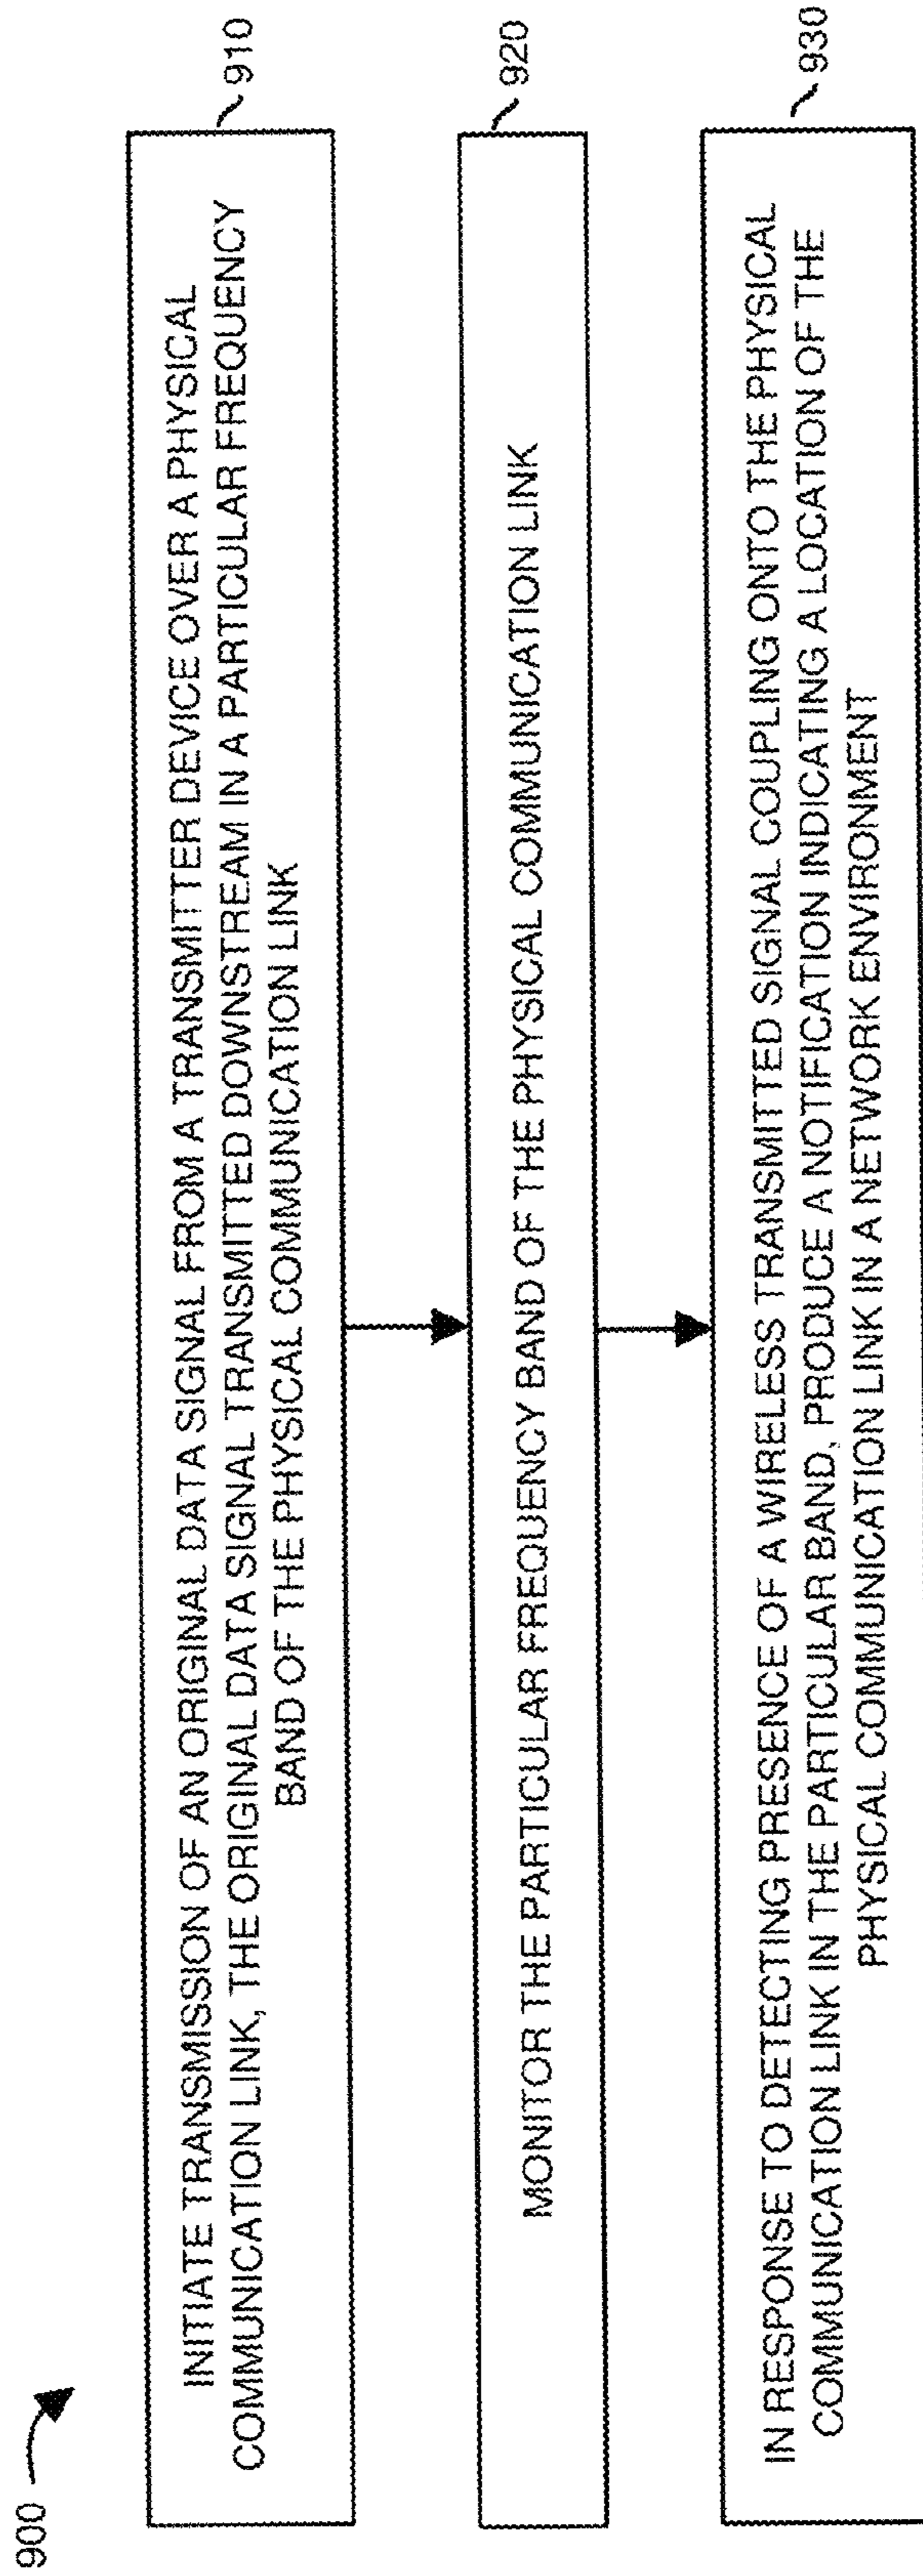 900
INITIATE TRANSMISSION OF AN ORIGINAL DATA SIGNAL FROM A TRANSMITTER DEVICE OVER A PHYSICAL
COMMUNICATION LINK, THE ORIGINAL DATA SIGNAL TRANSMITTED DOWNSTREAM IN A PARTICULAR FREQUENCY
BAND OF THE PHYSICAL COMMUNICATION LINK
910
MONITOR THE PARTICULAR FREQUENCY BAND OF THE PHYSICAL COMMUNICATION LINK
920
IN RESPONSE TO DETECTING PRESENCE OF A WIRELESS TRANSMITTED SIGNAL COUPLING ONTO THE PHYSICAL
COMMUNICATION LINK IN THE PARTICULAR BAND, PRODUCE A NOTIFICATION INDICATING A LOCATION OF THE
PHYSICAL COMMUNICATION LINK IN A NETWORK ENVIRONMENT
930